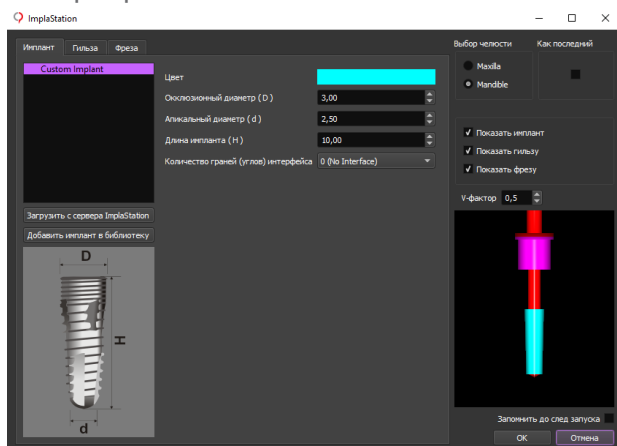 ImplaStation
Имплант Гильза Фреза
Выбор челюсти Как последний
Custom Implant
Maxilla
Mandible
Цвет
Окклюзионный диаметр ( D ) 3,00
Апикальный диаметр ( d ) 2,50
Длина импланта ( H ) 10,00
Количество граней (углов) интерфейса 0 (No Interface)
Показать имплант
Показать гильзу
Показать фрезу
V-фактор 0,5
Загрузить с сервера ImplaStation
Добавить имплант в библиотеку
D
H
d
Запомнить до след запуска
OK Отмена